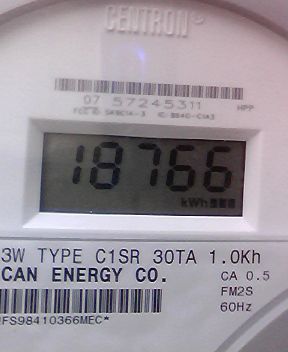 CENTRON®
07 57245311 HPP
18766
kWh
3W TYPE C1SR 30TA 1.0Kh
CAN ENERGY CO. CA 0.5
FM2S
60Hz
FS98410366MEC*